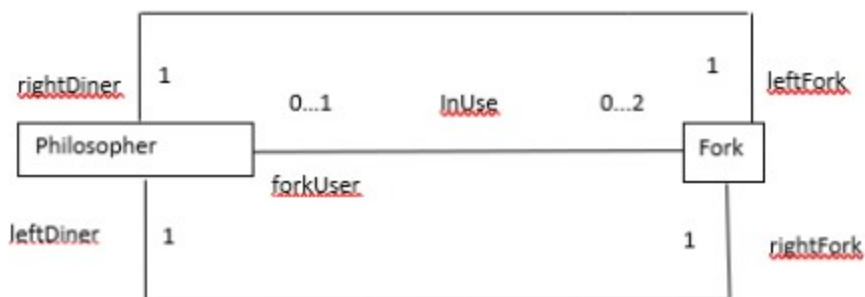 rightDiner 1 1 leftFork
0...1 InUse 0...2
Philosopher Fork
forkUser
leftDiner 1 1 rightFork